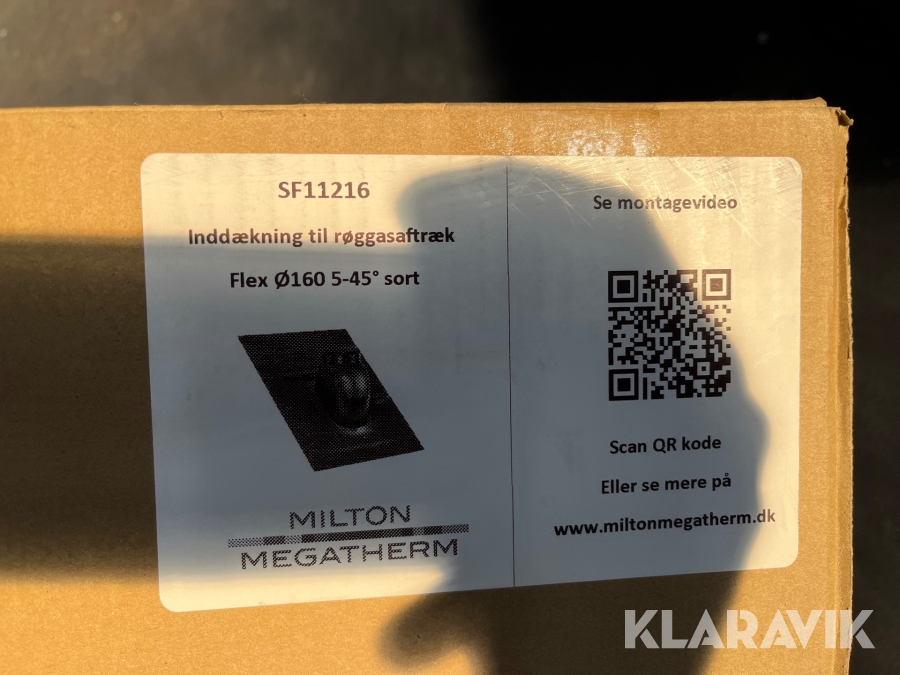 SF11216
Inddækning til røggasaftræk
Flex Ø160 5-45° sort
MILTON
MEGATHERM
Se montagevideo
Scan QR kode
Eller se mere på
www.miltonmegatherm.dk
KLARAVIK